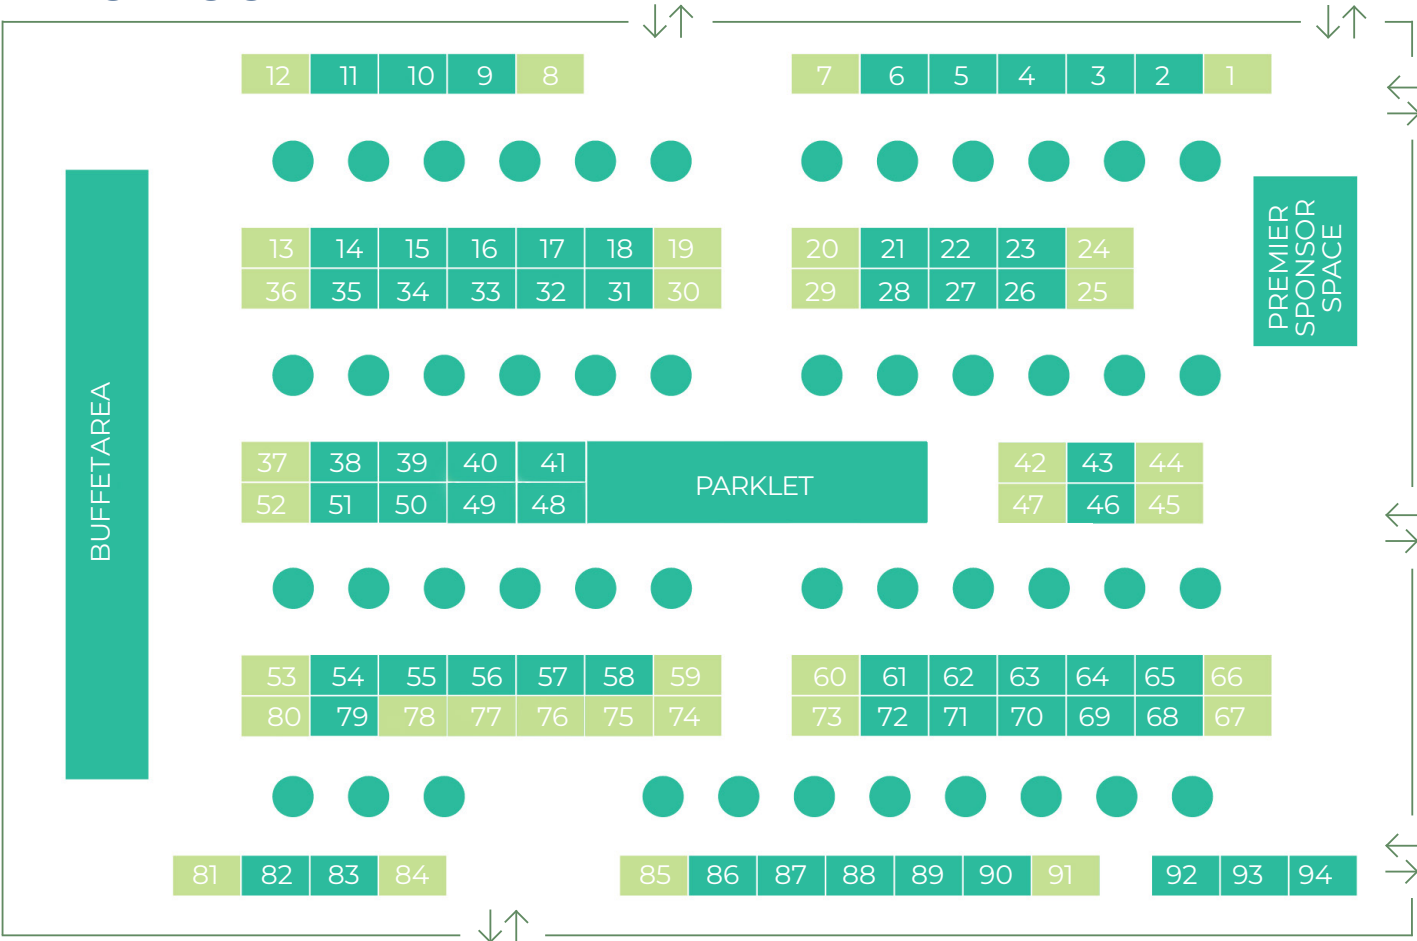 12 11 10 9 8 7 6 5 4 3 2 1
13 14 15 16 17 18 19 20 21 22 23 24
36 35 34 33 32 31 30 29 28 27 26 25
PREMIER
SPONSOR
SPACE
BUFFETAREA
37 38 39 40 41 42 43 44
PARKLET
52 51 50 49 48 47 46 45
53 54 55 56 57 58 59 60 61 62 63 64 65 66
80 79 78 77 76 75 74 73 72 71 70 69 68 67
81 82 83 84 85 86 87 88 89 90 91 92 93 94